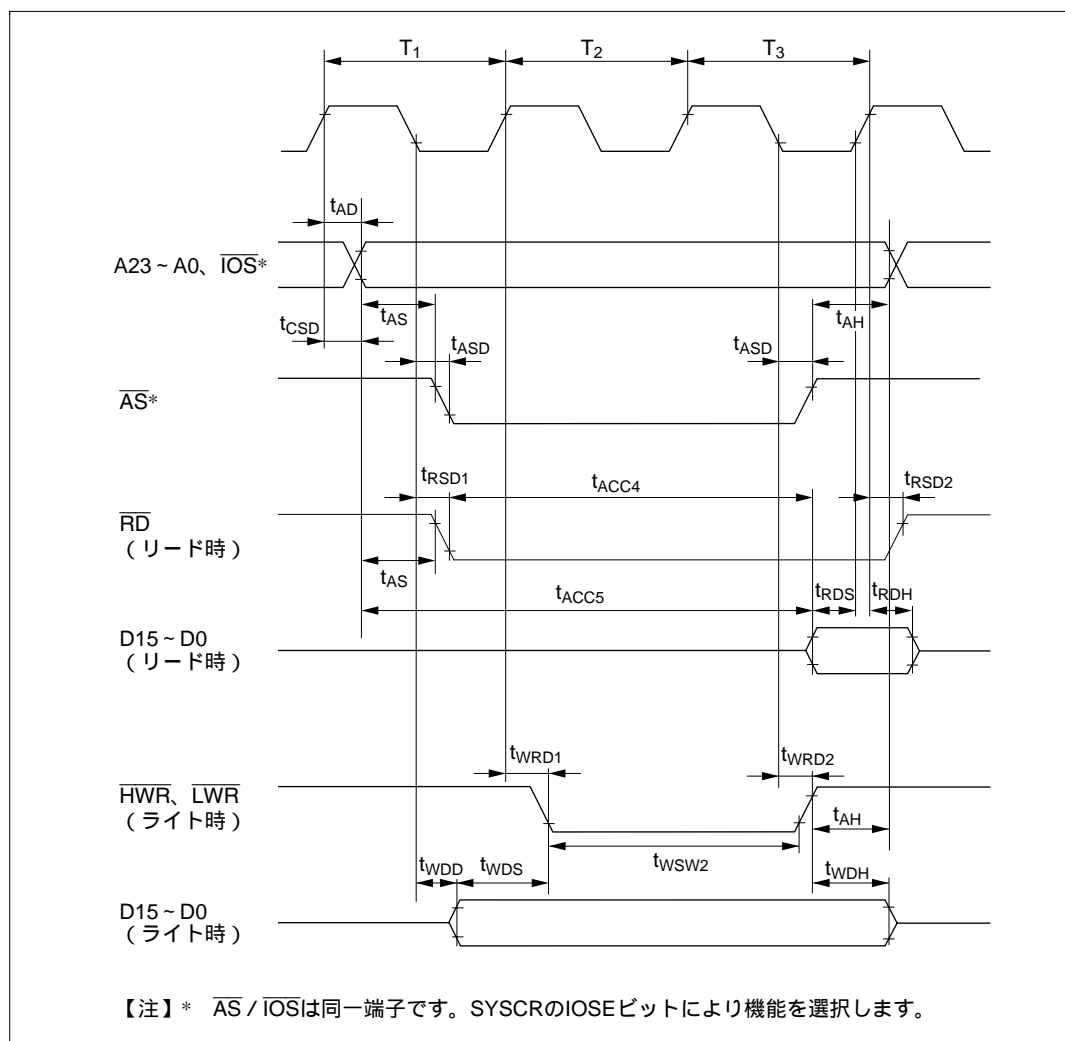 T1 T2 T3
tAD
A23～A0、IOS*
tAS tAH
tCSD
tASD tASD
AS*
tRSD1 tACC4 tRSD2
RD
（リード時）
tAS
tACC5 tRDS tRDH
D15～D0
（リード時）
tWRD1 tWRD2
HWR、LWR
（ライト時）
tAH
tWSW2
tWDD tWDS tWDH
D15～D0
（ライト時）
【注】* AS / IOSは同一端子です。SYSCRのIOSEビットにより機能を選択します。